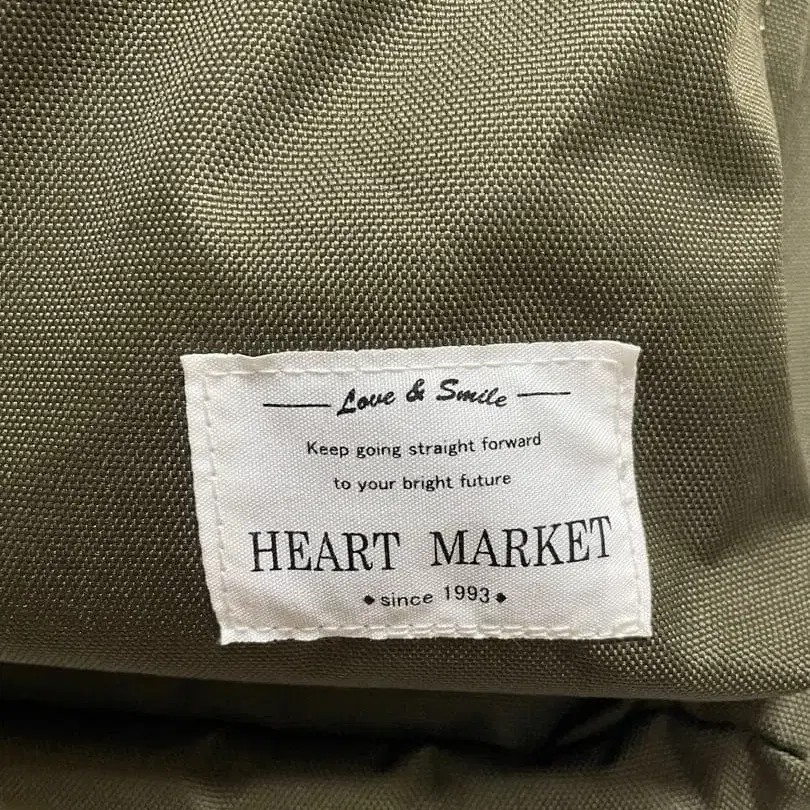 Love & Smile
Keep going straight forward
to your bright future
HEART MARKET
◆since 1993◆